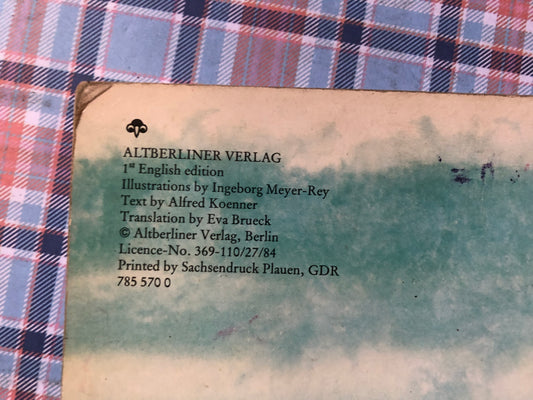 ALTBERLINER VERLAG
1st English edition
Illustrations by Ingeborg Meyer-Rey
Text by Alfred Koenner
Translation by Eva Brueck
© Altberliner Verlag, Berlin
Licence-No. 369-110/27/84
Printed by Sachsendruck Plauen, GDR
785 570 0